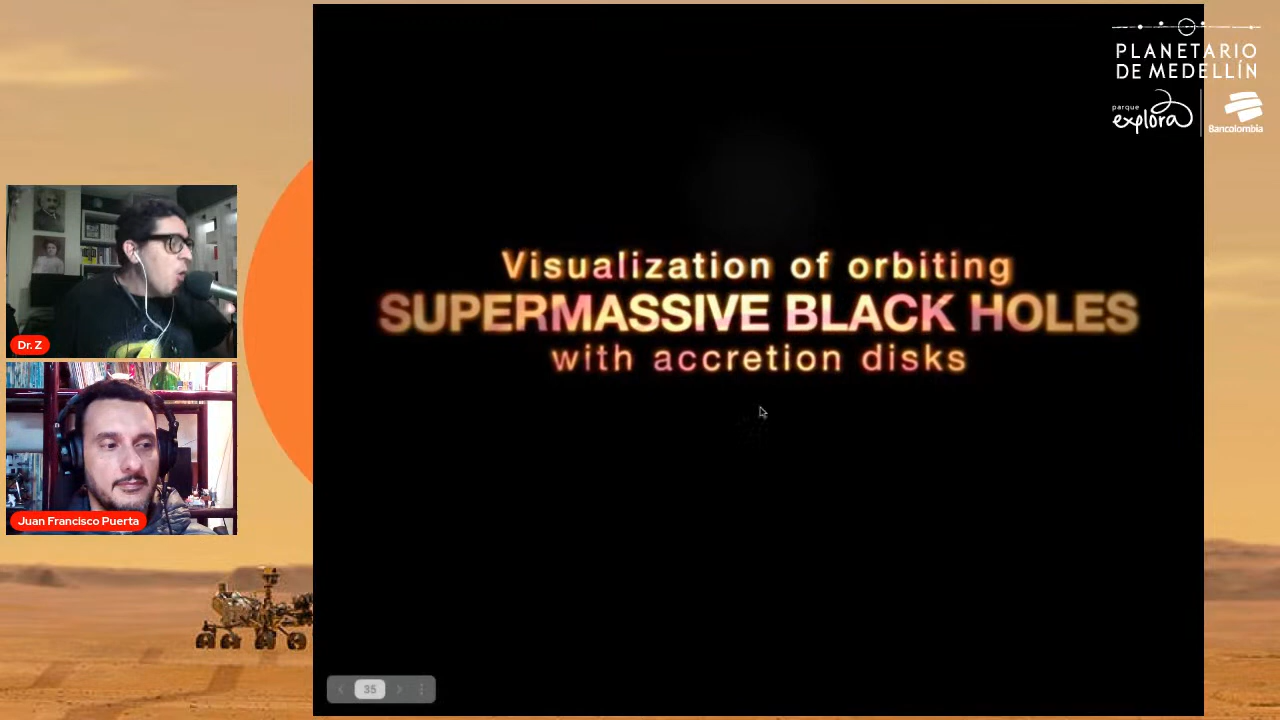 PLANETARIO
DE MEDELLÍN
parque
explora
Bancolombia
Visualization of orbiting
SUPERMASSIVE BLACK HOLES
with accretion disks
Dr. Z
Juan Francisco Puerta
35